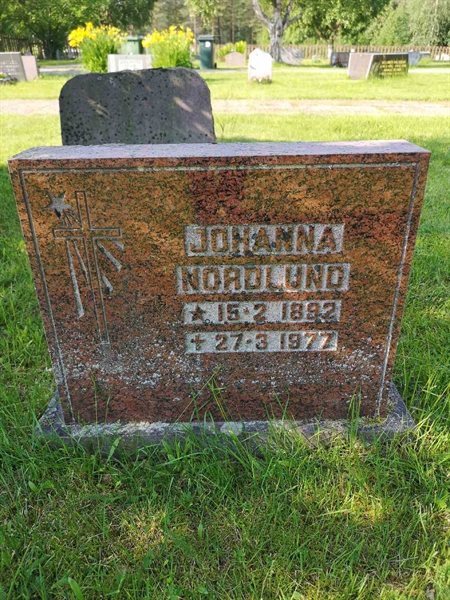 JOHANNA
NORDLUND
* 15-2 1892
+ 27-3 1977